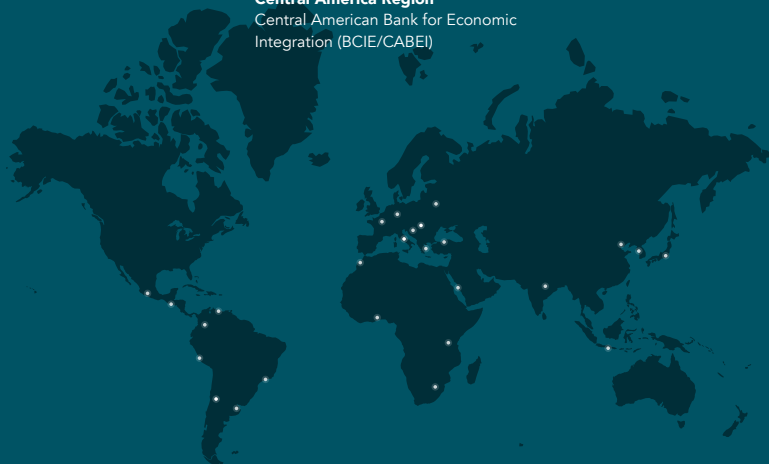 Central America Region
Central American Bank for Economic
Integration (BCIE/CABEI)